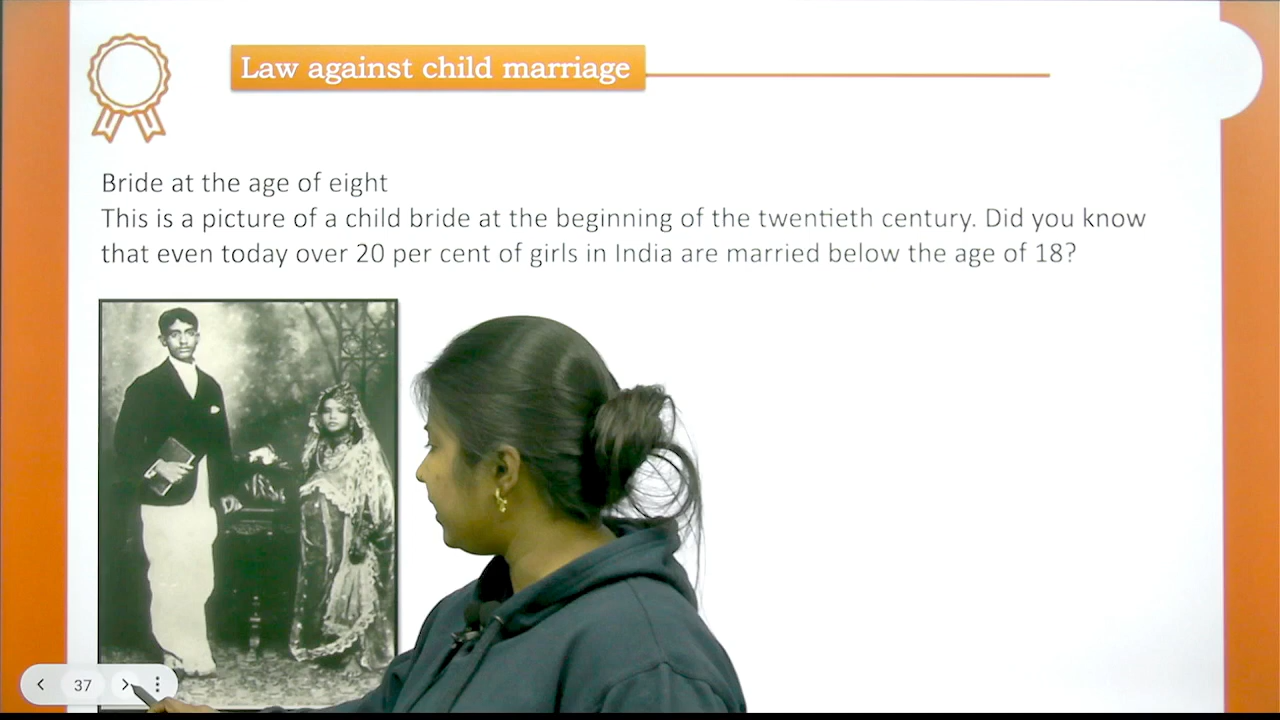 Law against child marriage
Bride at the age of eight
This is a picture of a child bride at the beginning of the twentieth century. Did you know
that even today over 20 per cent of girls in India are married below the age of 18?
37